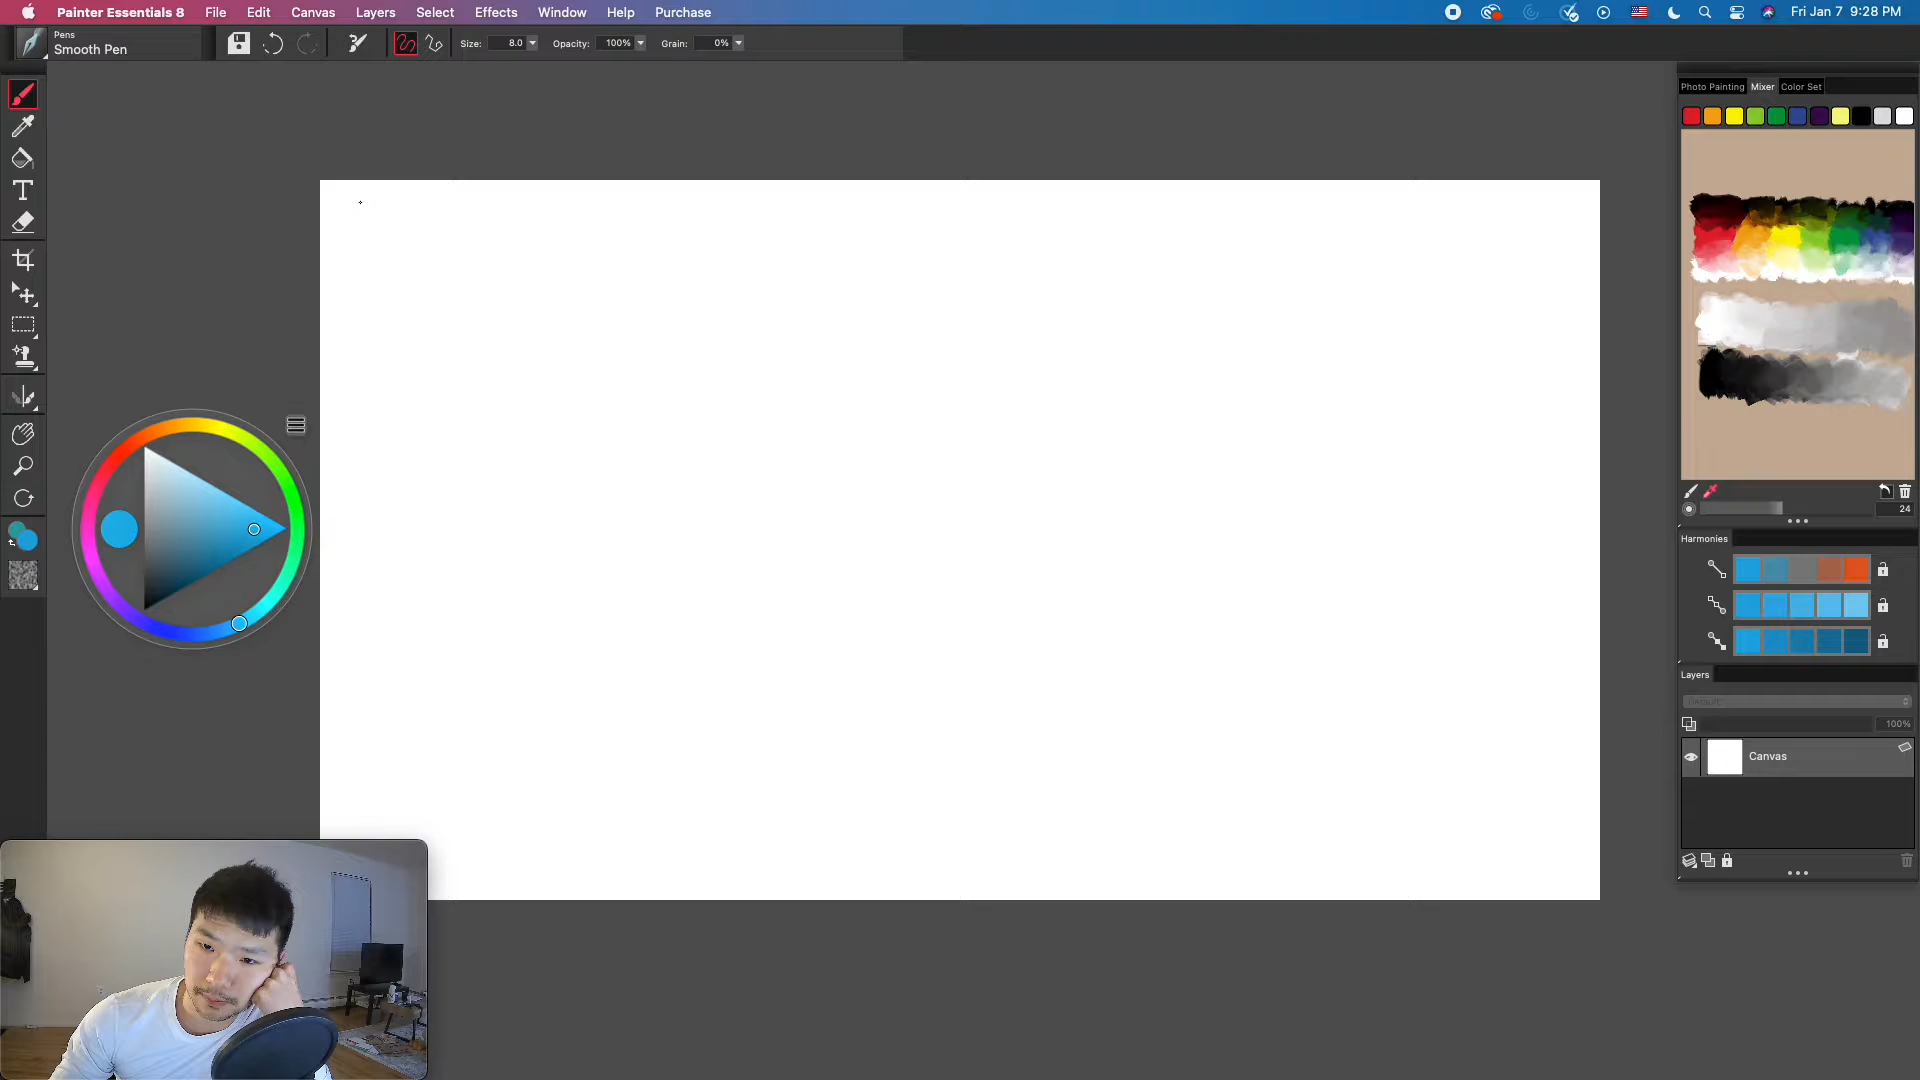 Painter Essentials 8 File Edit Canvas Layers Select Effects Window Help Purchase Fri Jan 7 9:28 PM
Pens
Smooth Pen
Size: 8.0 Opacity: 100% Grain: 0%
Photo Painting Mixer Color Set
24
Harmonies
Layers
Default
100%
Canvas